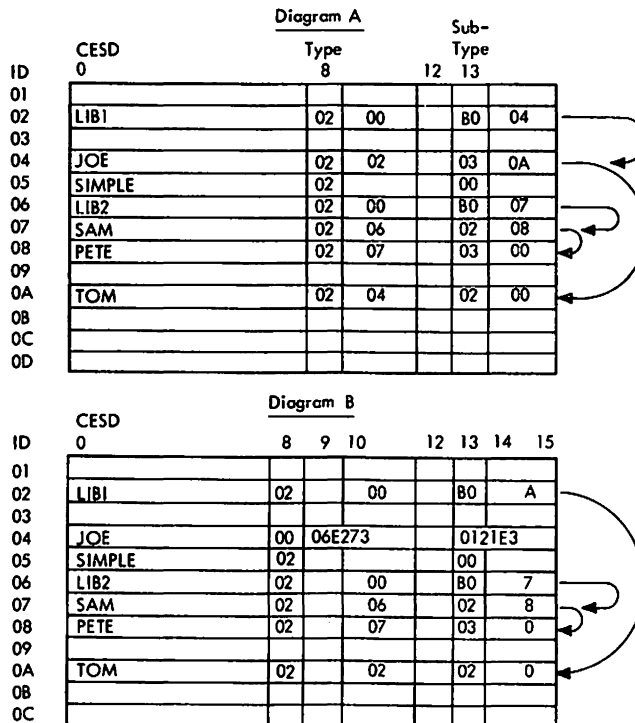 Diagram A
Sub-
CESD Type Type
ID 0 8 12 13
01
02 LIB1 02 00 B0 04
03
04 JOE 02 02 03 0A
05 SIMPLE 02 00
06 LIB2 02 00 B0 07
07 SAM 02 06 02 08
08 PETE 02 07 03 00
09
0A TOM 02 04 02 00
0B
0C
0D
Diagram B
CESD
ID 0 8 9 10 12 13 14 15
01
02 LIB1 02 00 B0 A
03
04 JOE 00 06E273 0121E3
05 SIMPLE 02 00
06 LIB2 02 00 B0 7
07 SAM 02 06 02 8
08 PETE 02 07 03 0
09
0A TOM 02 02 02 0
0B
0C